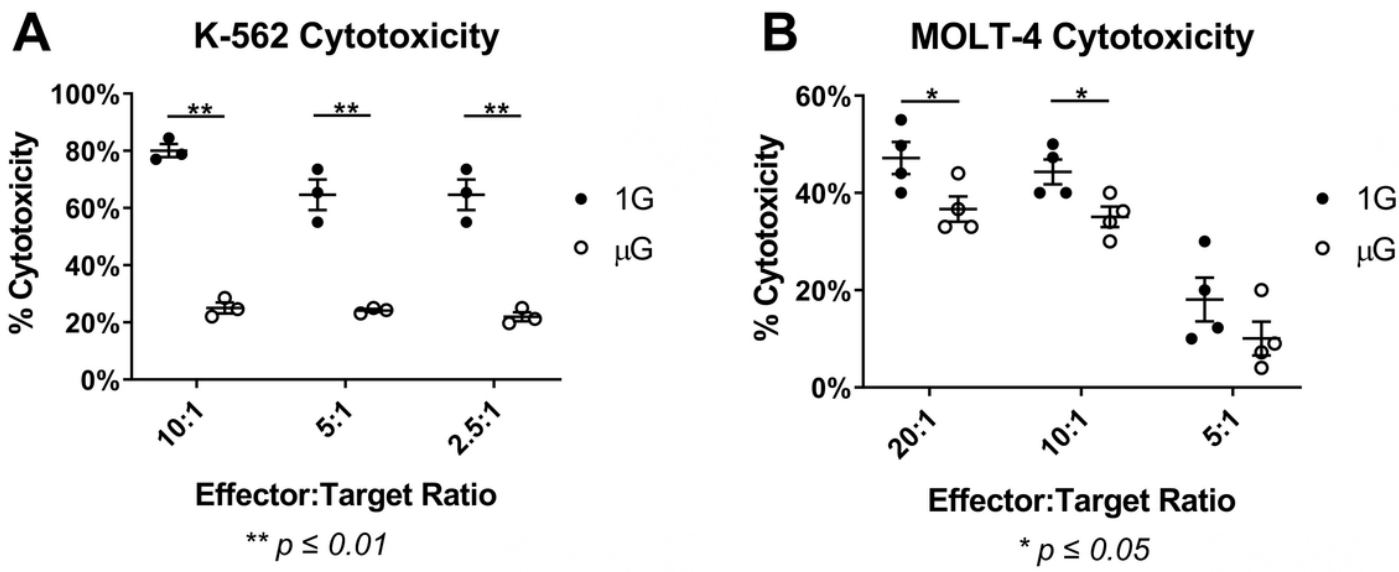 A
K-562 Cytotoxicity
% Cytotoxicity
100%
80%
60%
40%
20%
0%
** ** **
10:1 5:1 2.5:1
Effector:Target Ratio
** p ≤ 0.01
1G
μG
B
MOLT-4 Cytotoxicity
% Cytotoxicity
60%
40%
20%
0%
* *
20:1 10:1 5:1
Effector:Target Ratio
* p ≤ 0.05
1G
μG